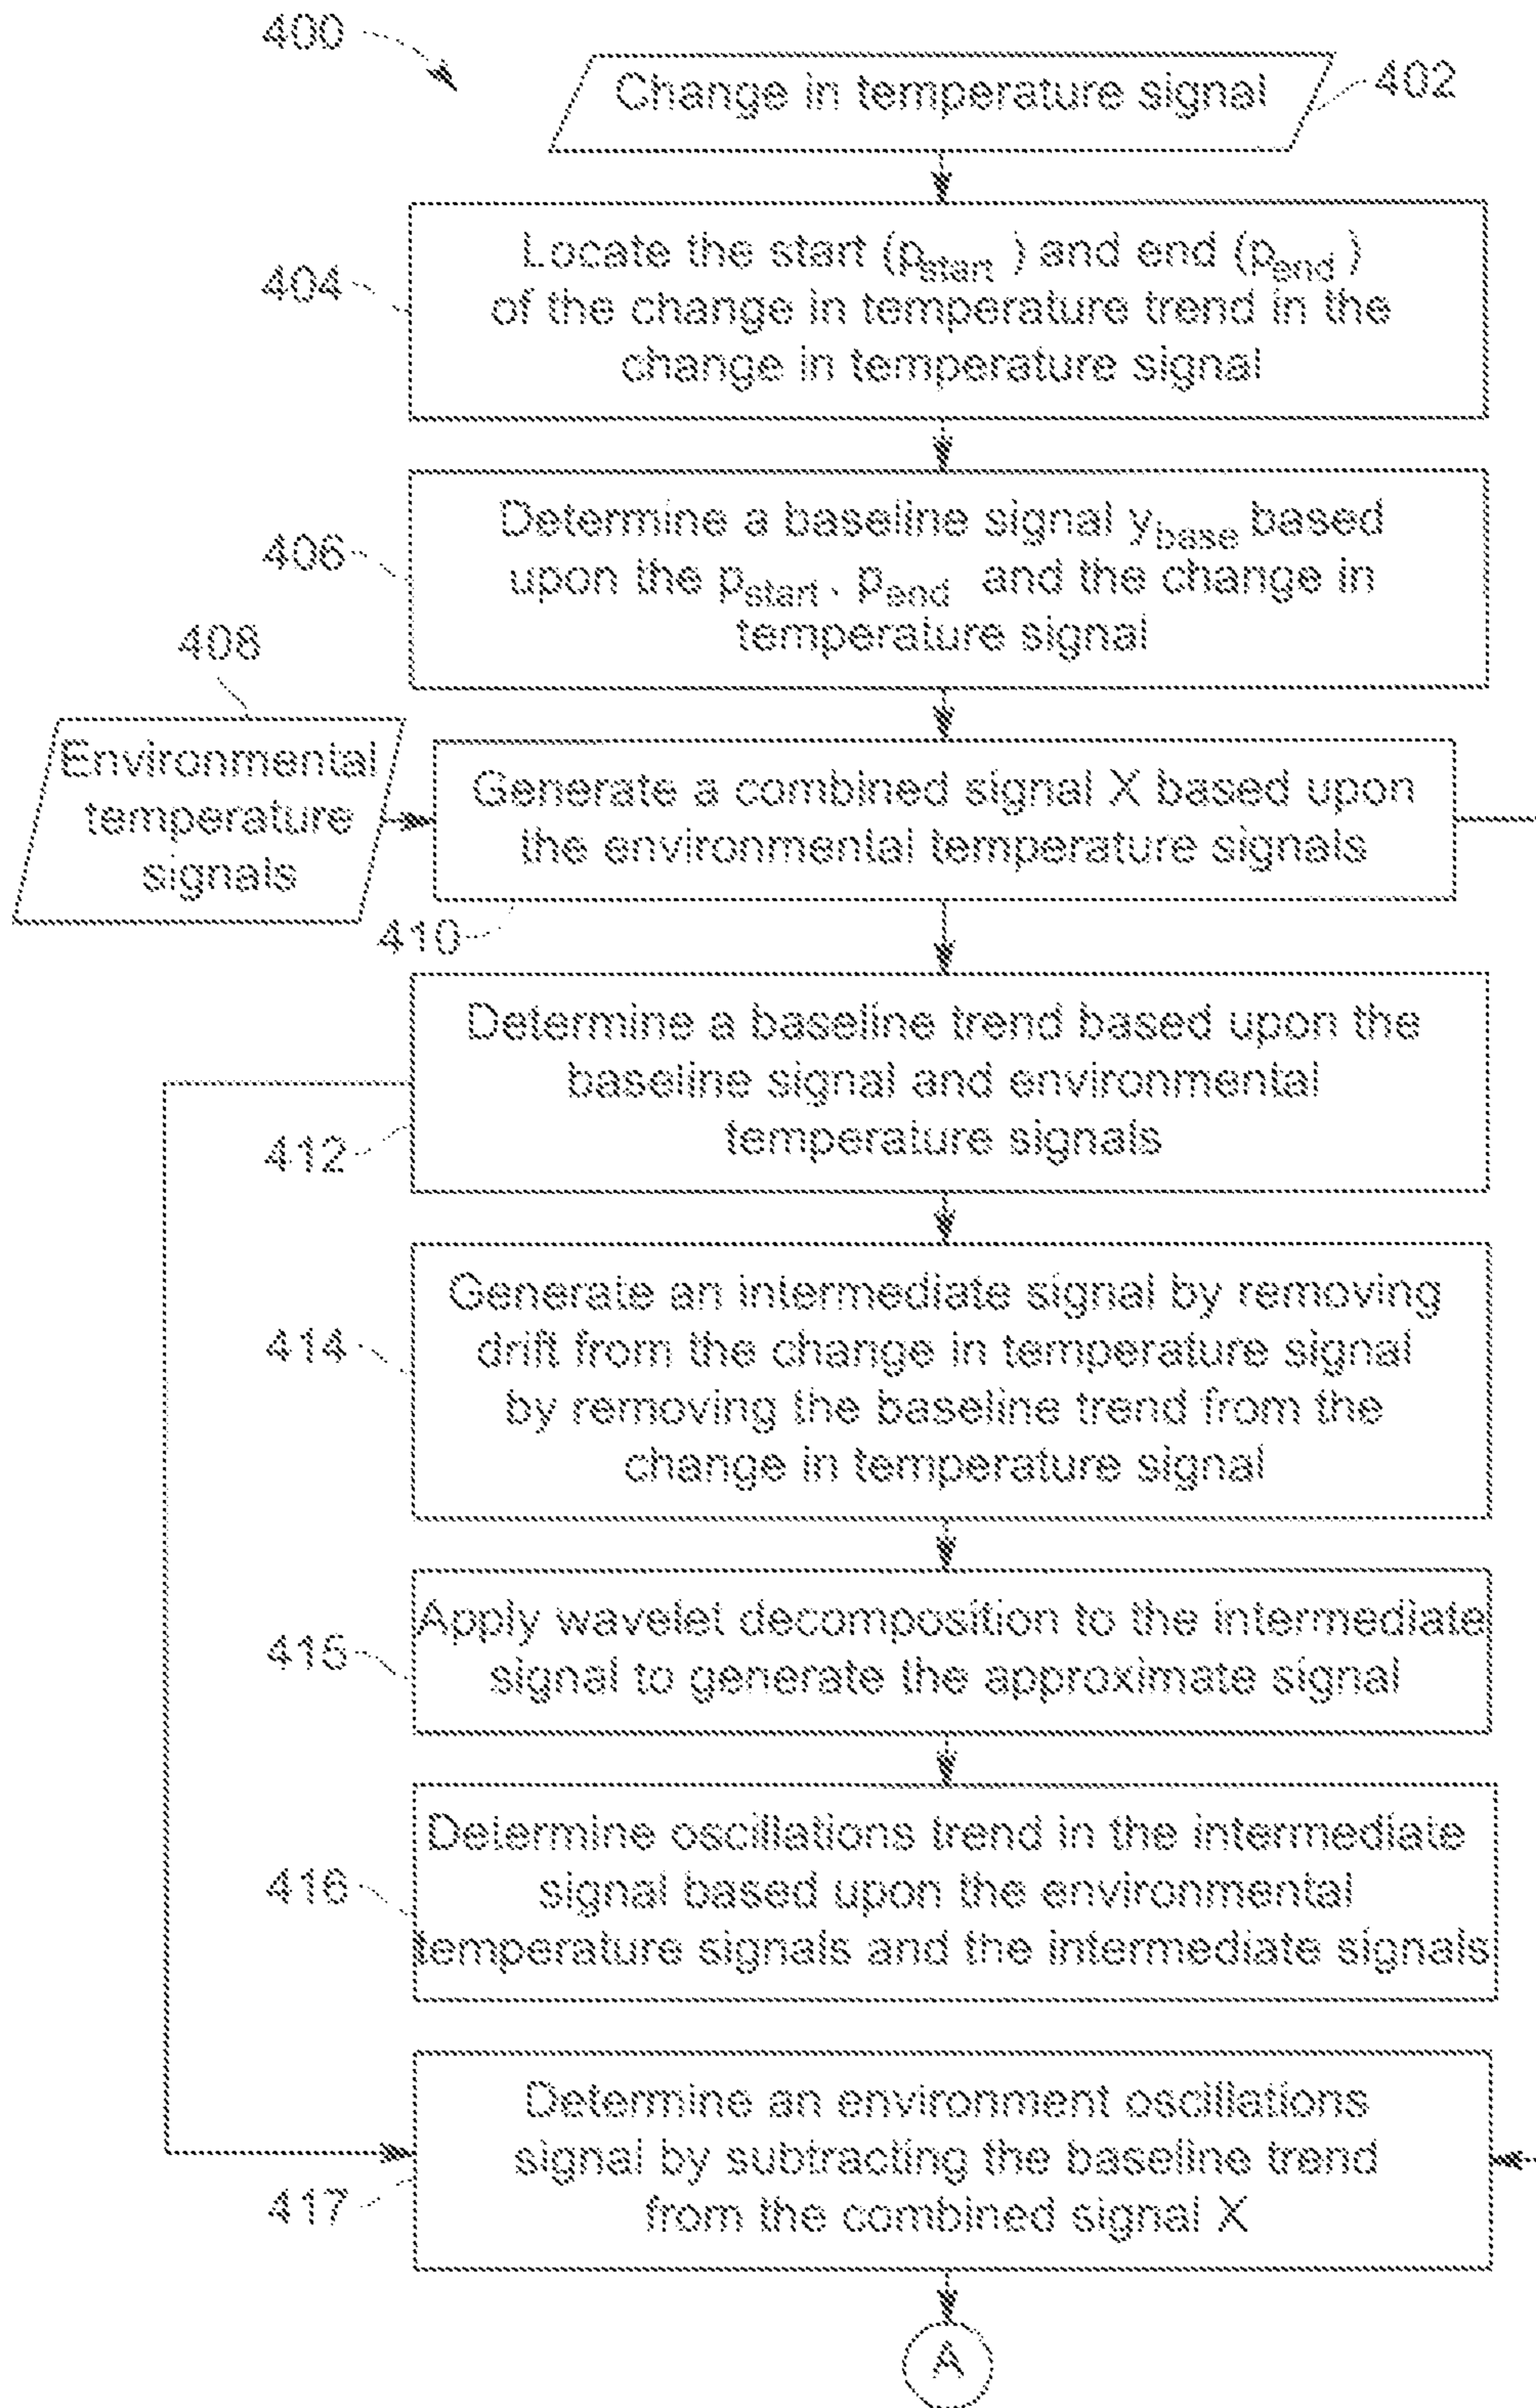 400
Change in temperature signal
402
Locate the start (pstart ) and end (pend )
of the change in temperature trend in the
change in temperature signal
404
Determine a baseline signal ybase based
upon the pstart , pend and the change in
temperature signal
406
408
Environmental
temperature
signals
Generate a combined signal X based upon
the environmental temperature signals
410
Determine a baseline trend based upon the
baseline signal and environmental
temperature signals
412
Generate an intermediate signal by removing
drift from the change in temperature signal
by removing the baseline trend from the
change in temperature signal
414
Apply wavelet decomposition to the intermediate
signal to generate the approximate signal
415
Determine oscillations trend in the intermediate
signal based upon the environmental
temperature signals and the intermediate signals
416
Determine an environment oscillations
signal by subtracting the baseline trend
from the combined signal X
417
A